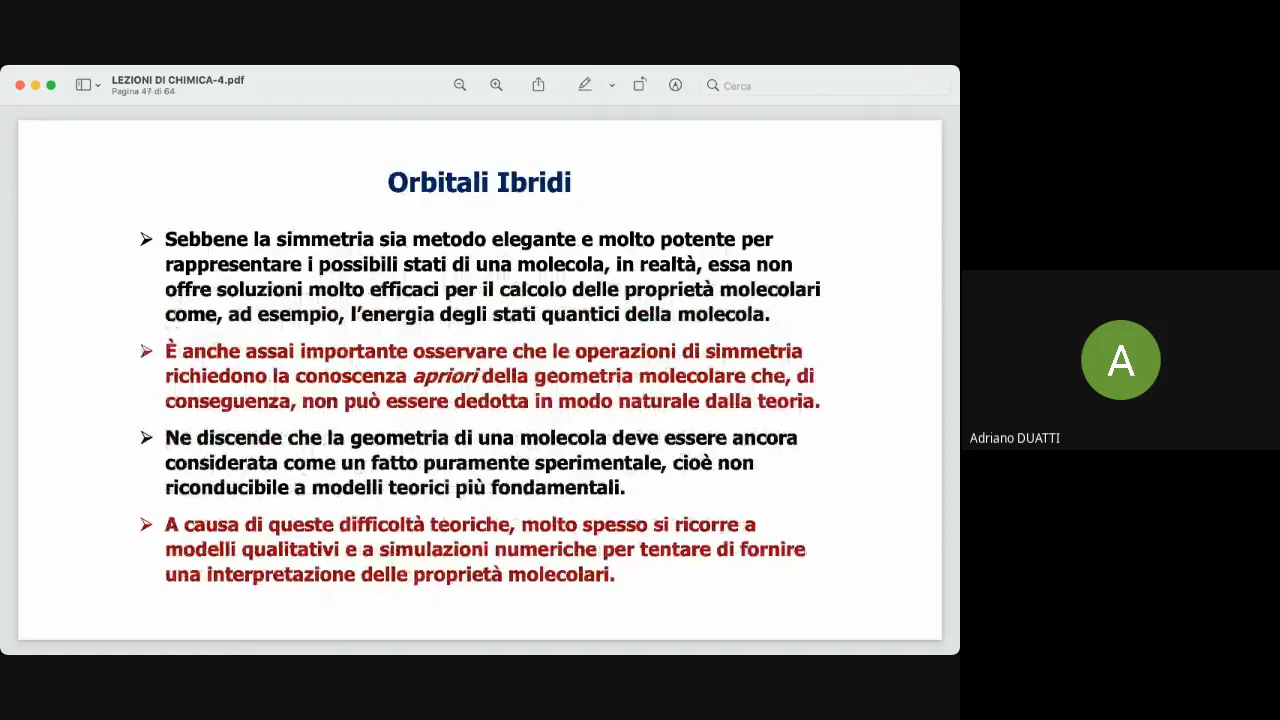 LEZIONI DI CHIMICA-4.pdf
Pagina 47 di 64
Cerca
Orbitali Ibridi
Sebbene la simmetria sia metodo elegante e molto potente per
rappresentare i possibili stati di una molecola, in realtà, essa non
offre soluzioni molto efficaci per il calcolo delle proprietà molecolari
come, ad esempio, l’energia degli stati quantici della molecola.
È anche assai importante osservare che le operazioni di simmetria
richiedono la conoscenza apriori della geometria molecolare che, di
conseguenza, non può essere dedotta in modo naturale dalla teoria.
Ne discende che la geometria di una molecola deve essere ancora
considerata come un fatto puramente sperimentale, cioè non
riconducibile a modelli teorici più fondamentali.
A causa di queste difficoltà teoriche, molto spesso si ricorre a
modelli qualitativi e a simulazioni numeriche per tentare di fornire
una interpretazione delle proprietà molecolari.
A
Adriano DUATTI